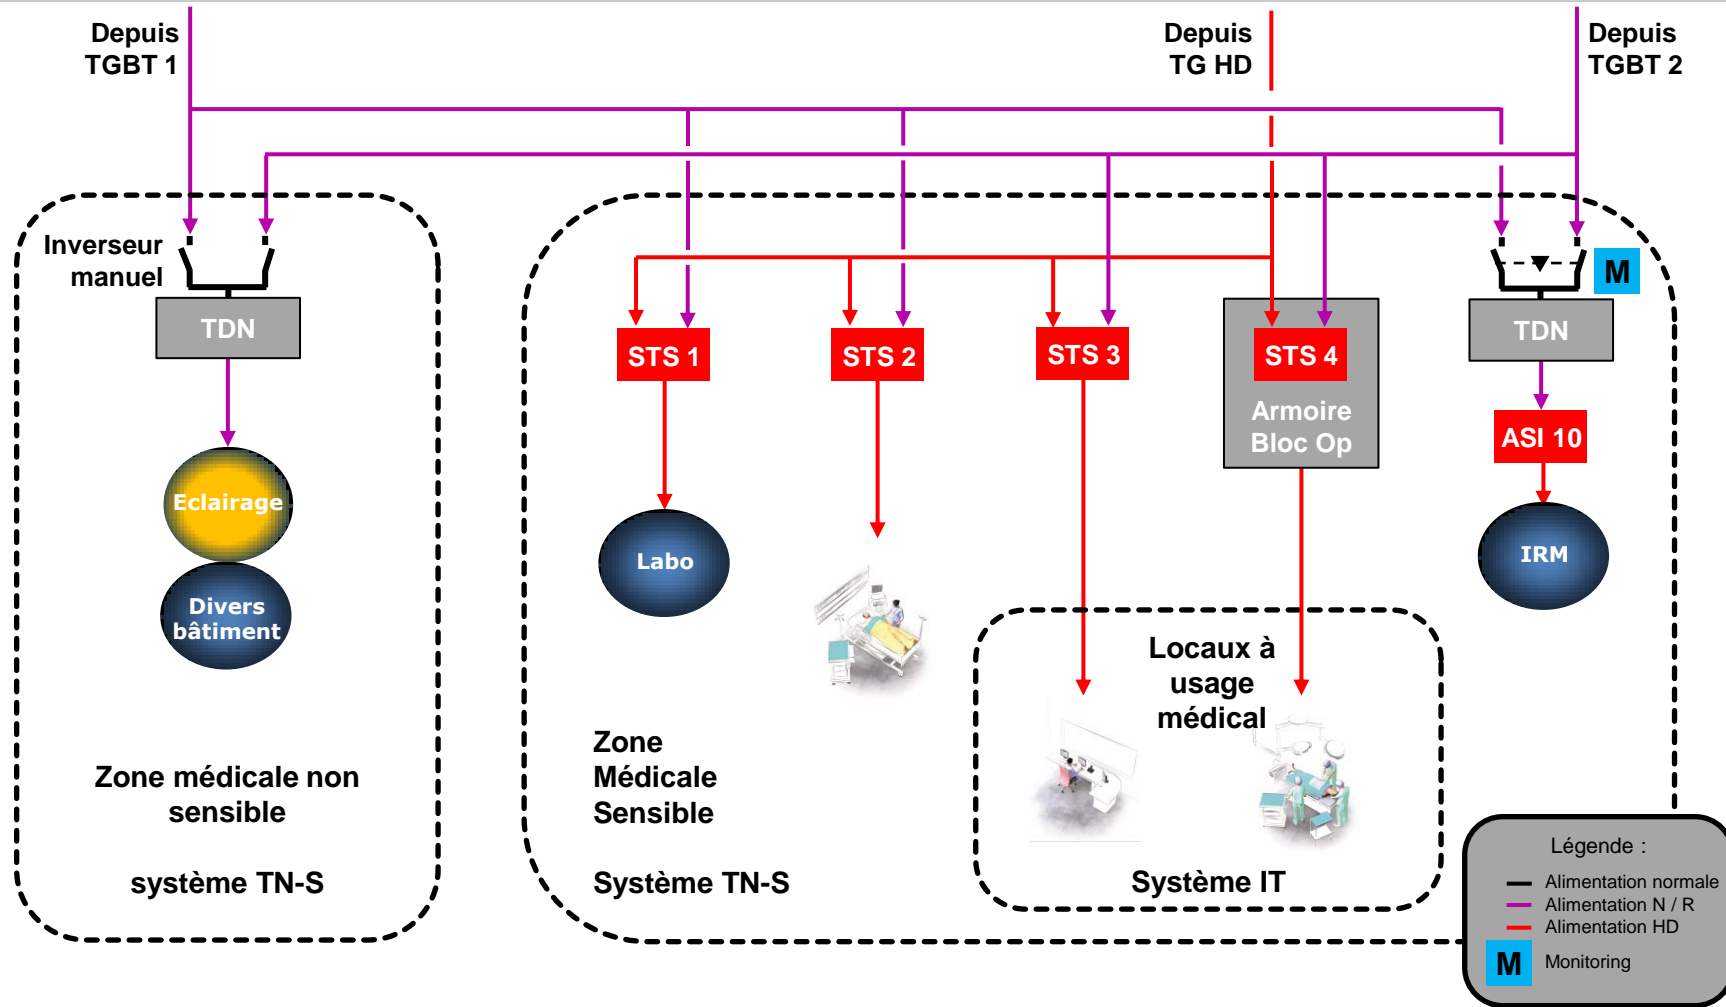 Depuis
TGBT 1
Depuis
TG HD
Depuis
TGBT 2
Inverseur
manuel
M
TDN
TDN
STS 1
STS 2
STS 3
STS 4
Armoire
Bloc Op
ASI 10
Eclairage
Divers
bâtiment
Labo
IRM
Locaux à
usage
médical
Zone médicale non
sensible
système TN-S
Zone
Médicale
Sensible
Système TN-S
Système IT
Légende :
Alimentation normale
Alimentation N / R
Alimentation HD
M
Monitoring